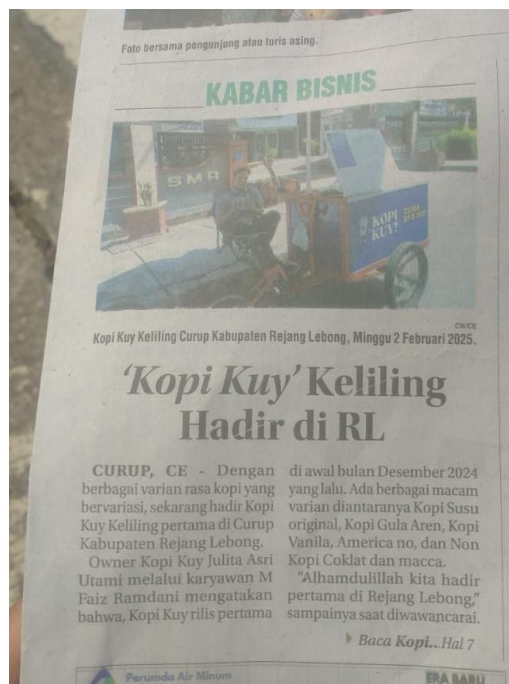 Foto bersama pengunjung atau turis asing.
KABAR BISNIS
SMA
KOPI
KUY!
CW/CE
Kopi Kuy Keliling Curup Kabupaten Rejang Lebong, Minggu 2 Februari 2025.
‘Kopi Kuy’ Keliling
Hadir di RL
CURUP, CE - Dengan
berbagai varian rasa kopi yang
bervariasi, sekarang hadir Kopi
Kuy Keliling pertama di Curup
Kabupaten Rejang Lebong.
Owner Kopi Kuy Julita Asri
Utami melalui karyawan M
Faiz Ramdani mengatakan
bahwa, Kopi Kuy rilis pertama
di awal bulan Desember 2024
yang lalu. Ada berbagai macam
varian diantaranya Kopi Susu
original, Kopi Gula Aren, Kopi
Vanila, America no, dan Non
Kopi Coklat dan macca.
“Alhamdulillah kita hadir
pertama di Rejang Lebong,”
sampainya saat diwawancarai.
Baca Kopi...Hal 7
Perumda Air Minum
ERA BARU